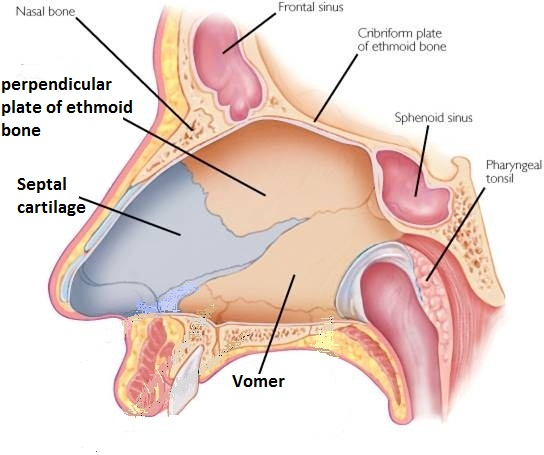 Nasal bone
Frontal sinus
Cribriform plate
of ethmoid bone
perpendicular
plate of ethmoid
bone
Sphenoid sinus
Pharyngeal
tonsil
Septal
cartilage
Vomer